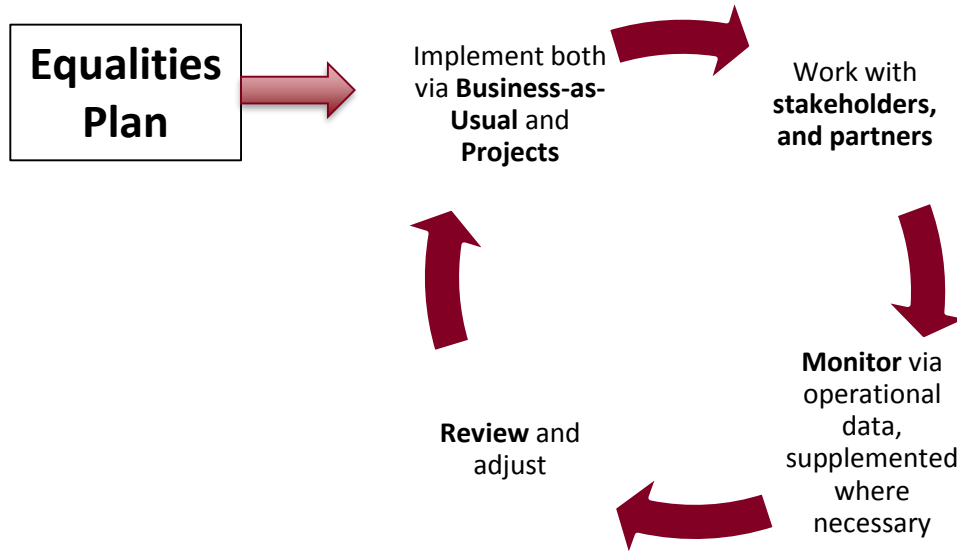 Equalities
Plan
Implement both
via Business-as-
Usual and
Projects
Work with
stakeholders,
and partners
Monitor via
operational
data,
supplemented
where
necessary
Review and
adjust